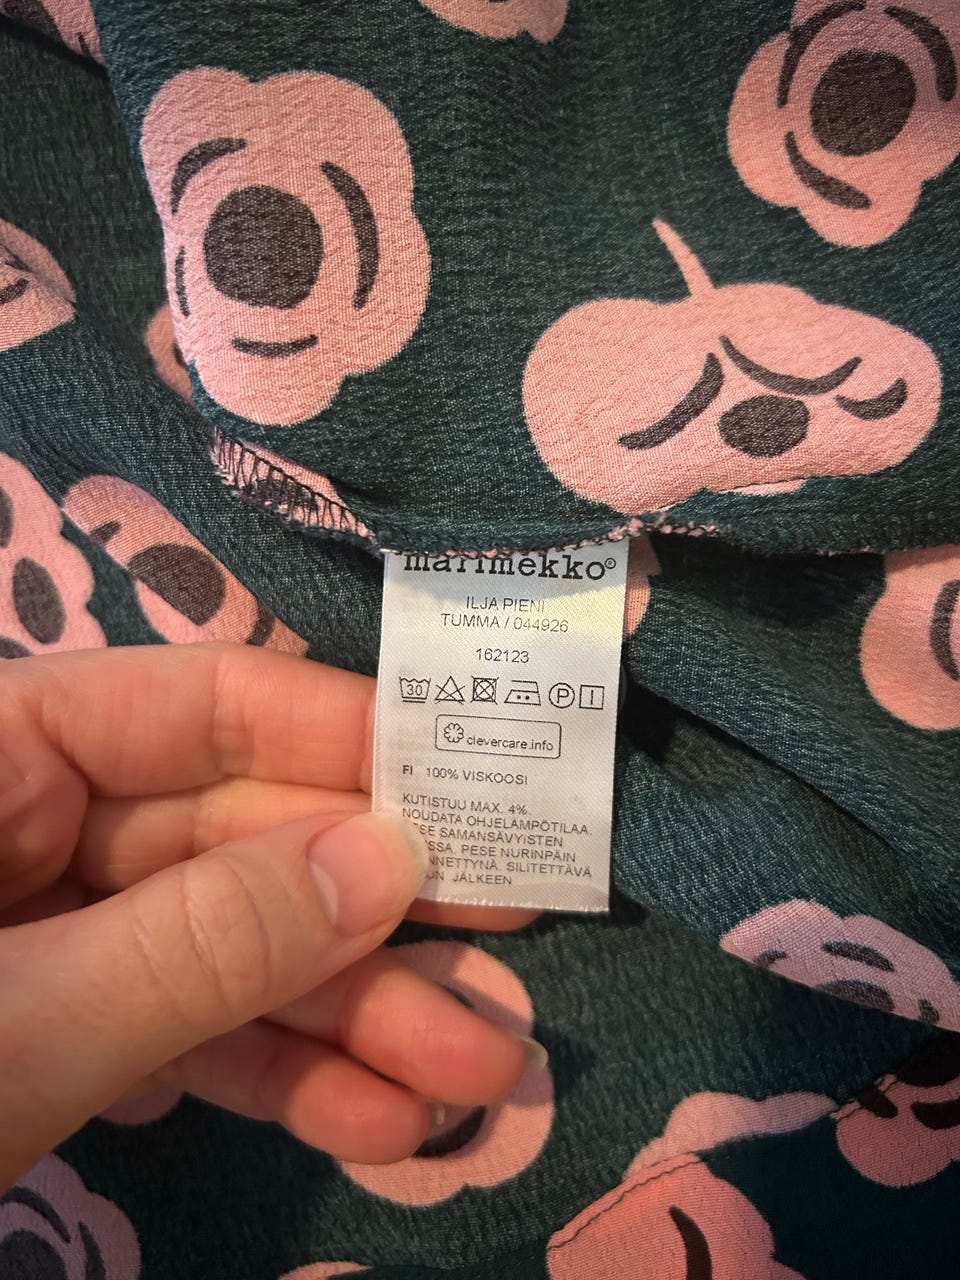 marimekko®
ILJA PIENI
TUMMA / 044926
162123
30 P
clevercare.info
FI 100% VISKOOSI
KUTISTUU MAX. 4%.
NOUDATA OHJELÄMPÖTILAA.
SAMANSÄVYISTEN
PESE NURINPÄIN
SILITETTÄVÄ
JÄLKEEN